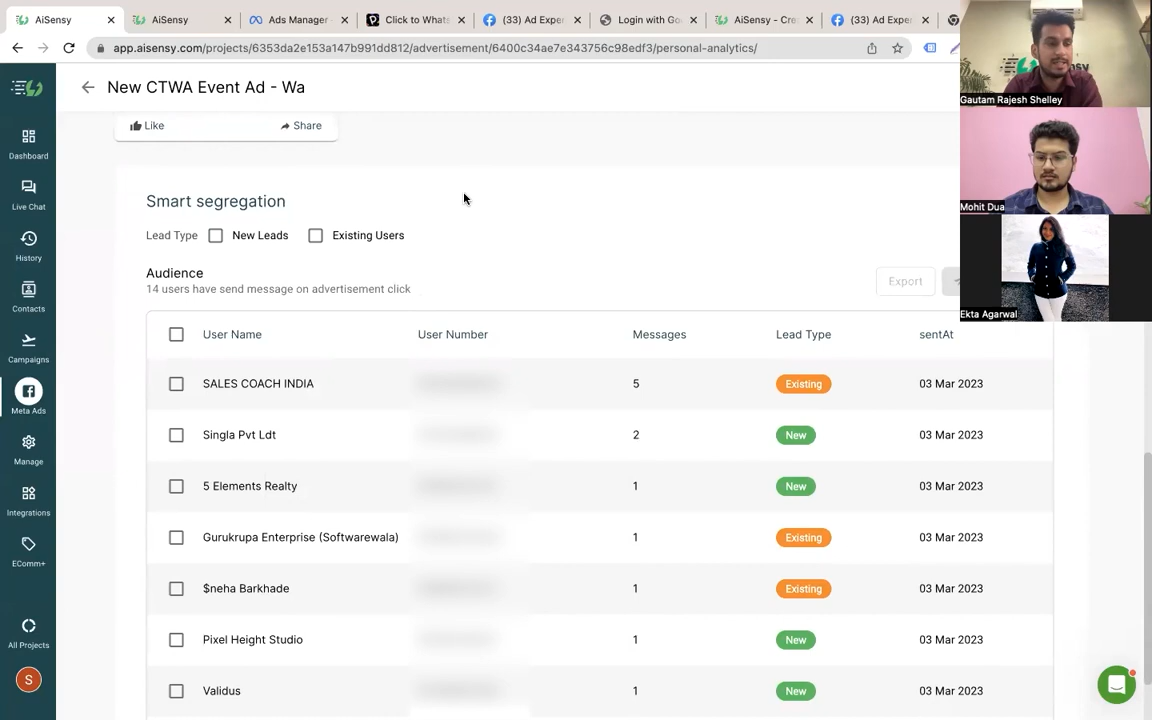 AiSensy
AiSensy
Ads Manager
Click to Whats
(33) Ad Exper
Login with Go
AiSensy - Cre
(33) Ad Exper
app.aisensy.com/projects/6353da2e153a147b991dd812/advertisement/6400c34ae7e343756c98edf3/personal-analytics/
New CTWA Event Ad - Wa
Dashboard
Live Chat
History
Contacts
Campaigns
Meta Ads
Manage
Integrations
EComm+
All Projects
S
Like Share
Smart segregation
Lead Type New Leads Existing Users
Audience
14 users have send message on advertisement click
Export
User Name User Number Messages Lead Type sentAt
SALES COACH INDIA 5 Existing 03 Mar 2023
Singla Pvt Ldt 2 New 03 Mar 2023
5 Elements Realty 1 New 03 Mar 2023
Gurukrupa Enterprise (Softwarewala) 1 Existing 03 Mar 2023
$neha Barkhade 1 Existing 03 Mar 2023
Pixel Height Studio 1 New 03 Mar 2023
Validus 1 New 03 Mar 2023
Gautam Rajesh Shelley
Mohit Dua
Ekta Agarwal